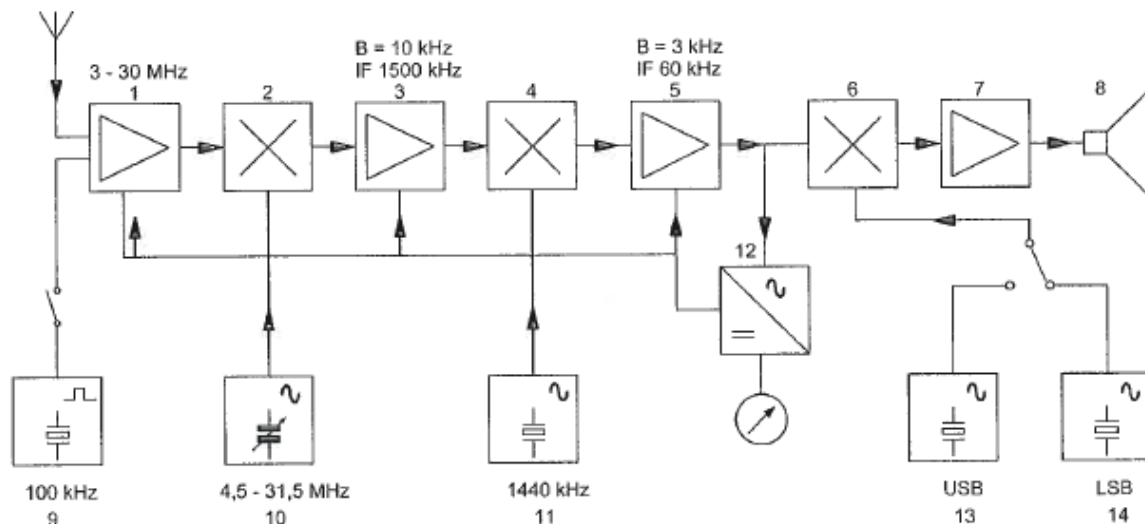 B = 10 kHz
IF 1500 kHz
B = 3 kHz
IF 60 kHz
3 - 30 MHz
1
2
3
4
5
6
7
8
12
100 kHz
9
4,5 - 31,5 MHz
10
1440 kHz
11
USB
13
LSB
14